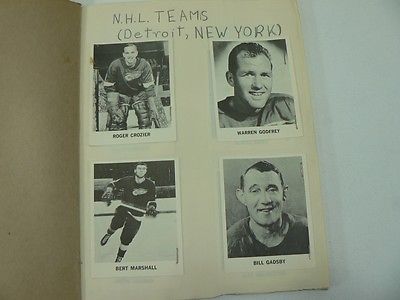 N.H.L. TEAMS
(Detroit, NEW YORK)
ROGER CROZIER
WARREN GODFREY
BERT MARSHALL
BILL GADSBY